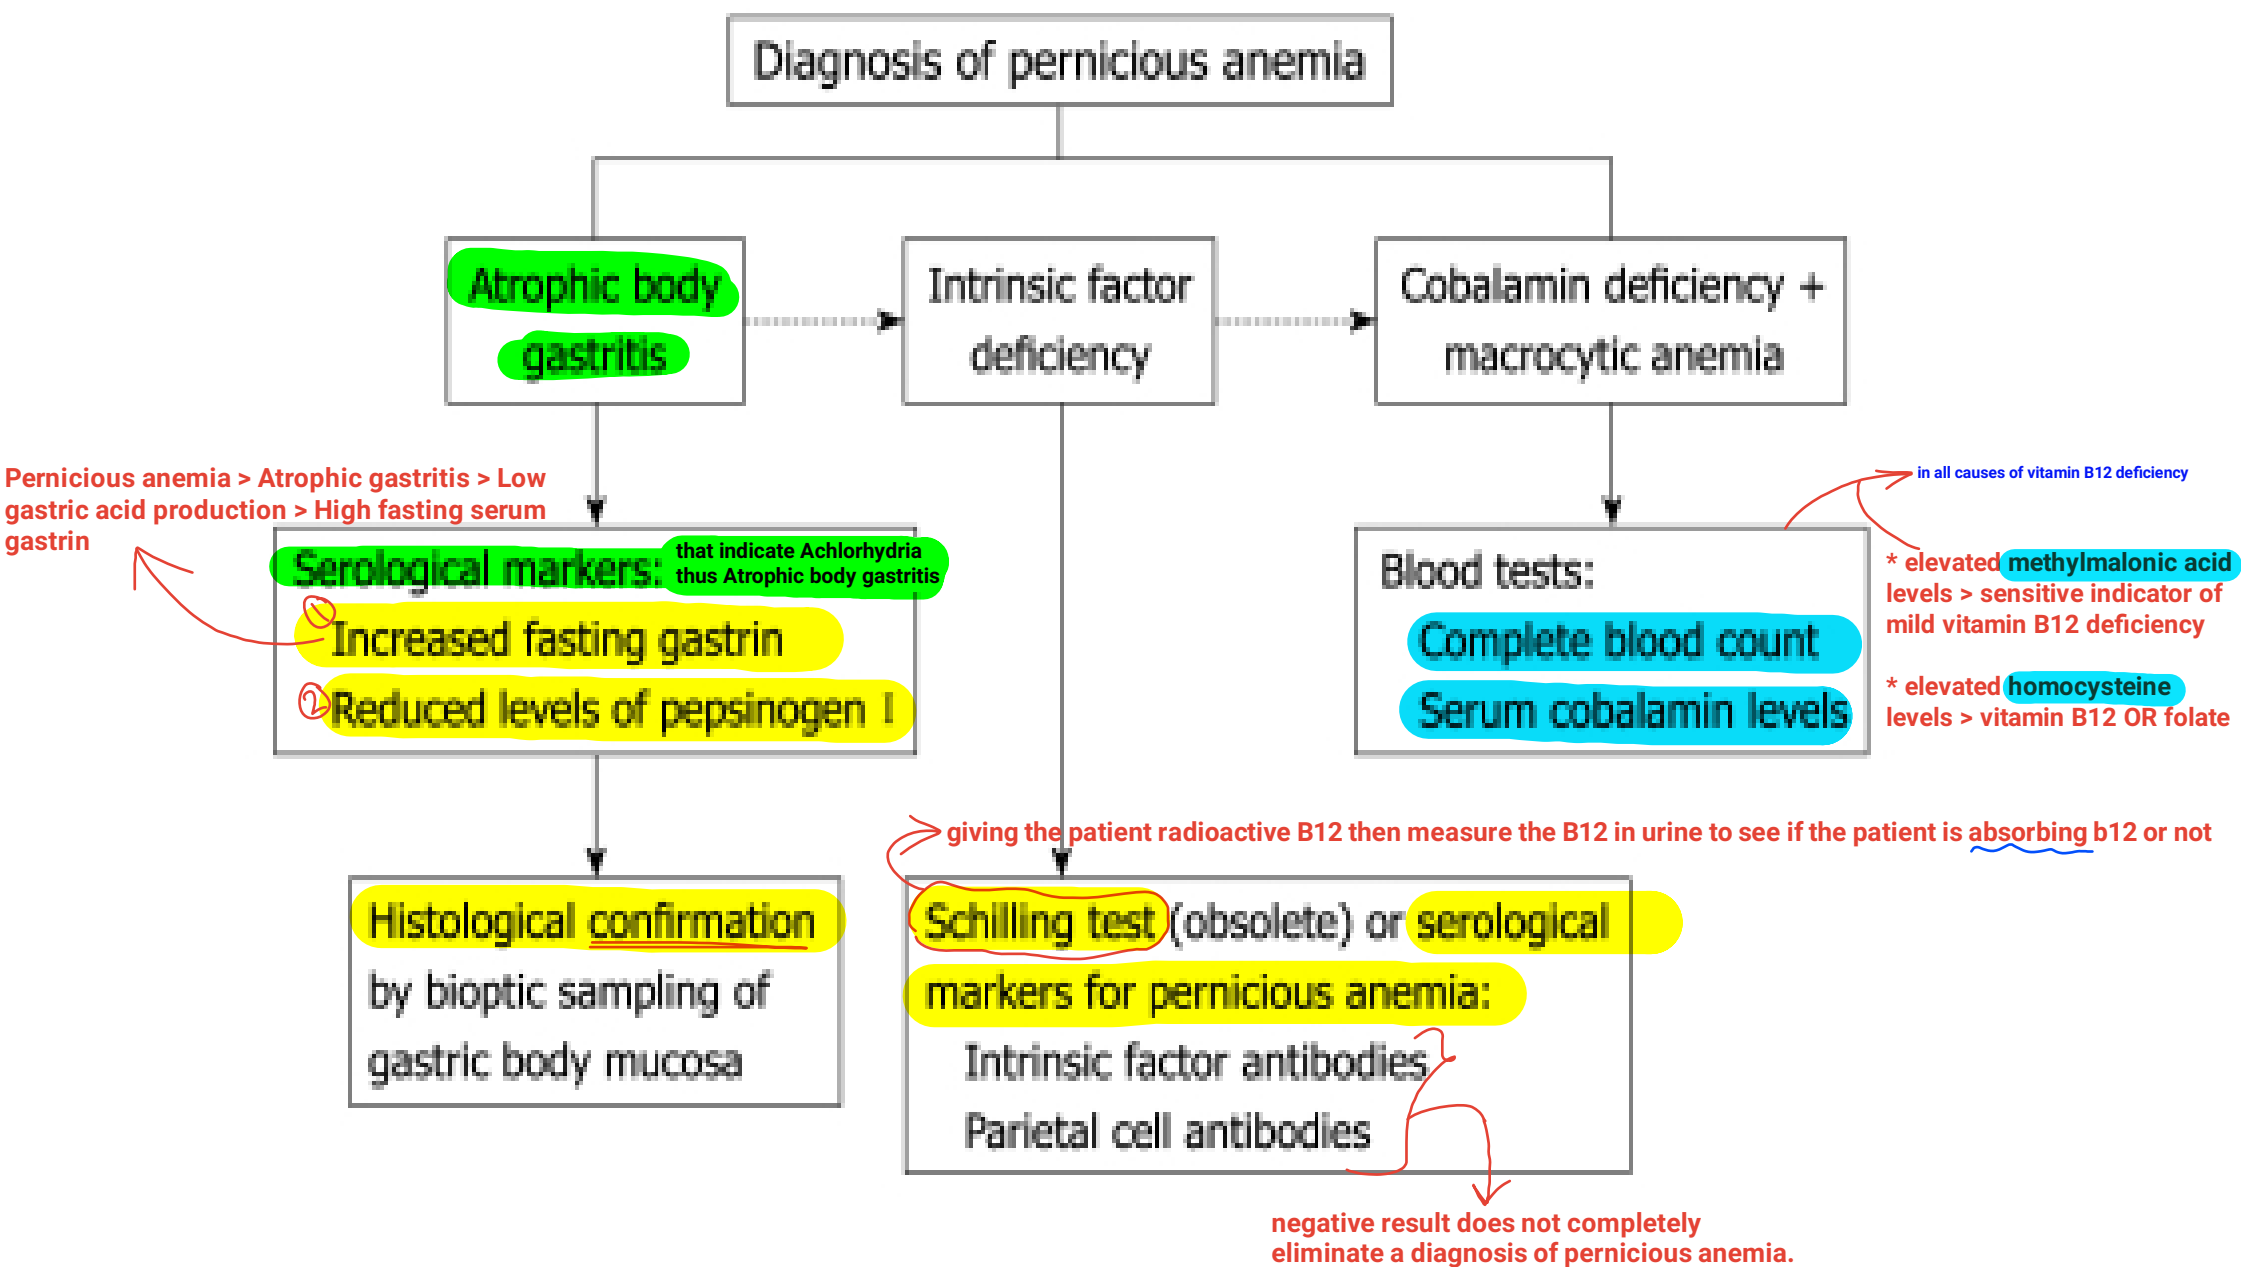 Diagnosis of pernicious anemia
Atrophic body
gastritis
Intrinsic factor
deficiency
Cobalamin deficiency +
macrocytic anemia
Pernicious anemia > Atrophic gastritis > Low
gastric acid production > High fasting serum
gastrin
Serological markers:
that indicate Achlorhydria
thus Atrophic body gastritis
1
Increased fasting gastrin
2
Reduced levels of pepsinogen I
in all causes of vitamin B12 deficiency
Blood tests:
Complete blood count
Serum cobalamin levels
* elevated methylmalonic acid
levels > sensitive indicator of
mild vitamin B12 deficiency
* elevated homocysteine
levels > vitamin B12 OR folate
giving the patient radioactive B12 then measure the B12 in urine to see if the patient is absorbing b12 or not
Histological confirmation
by bioptic sampling of
gastric body mucosa
Schilling test (obsolete) or serological
markers for pernicious anemia:
Intrinsic factor antibodies
Parietal cell antibodies
negative result does not completely
eliminate a diagnosis of pernicious anemia.